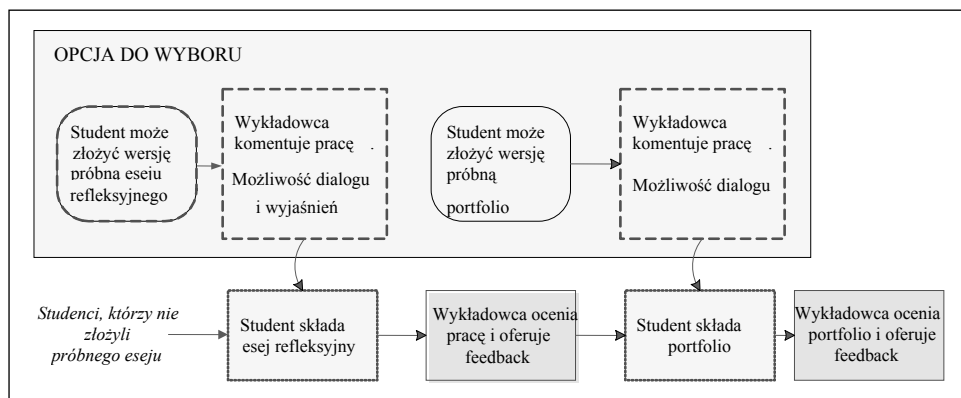 OPCJA DO WYBORU
Student może
złożyć wersję
próbna eseju
refleksyjnego
Wykładowca
komentuje pracę .
Możliwość dialogu
i wyjaśnień
Student może
złożyć wersję
próbną
portfolio
Wykładowca
komentuje pracę .
Możliwość dialogu
Studenci, którzy nie
złożyli
próbnego eseju
Student składa
esej refleksyjny
Wykładowca ocenia
pracę i oferuje
feedback
Student składa
portfolio
Wykładowca ocenia
portfolio i oferuje
feedback